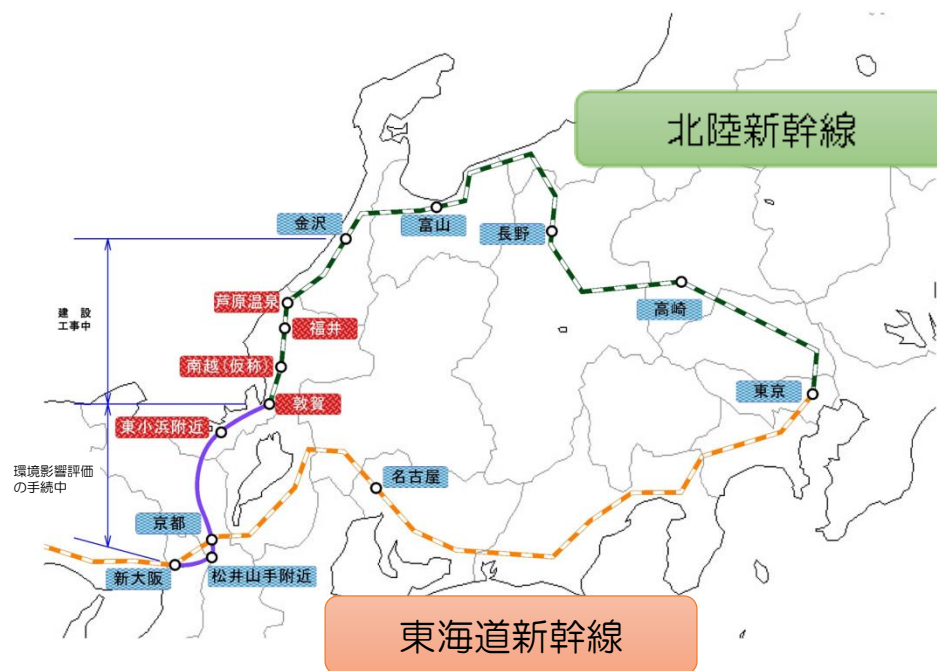 北陸新幹線
金沢
富山
長野
建　設
工事中
芦原温泉
福井
高崎
南越(仮称)
東京
敦賀
東小浜附近
環境影響評価
の手続中
名古屋
京都
新大阪
松井山手附近
東海道新幹線